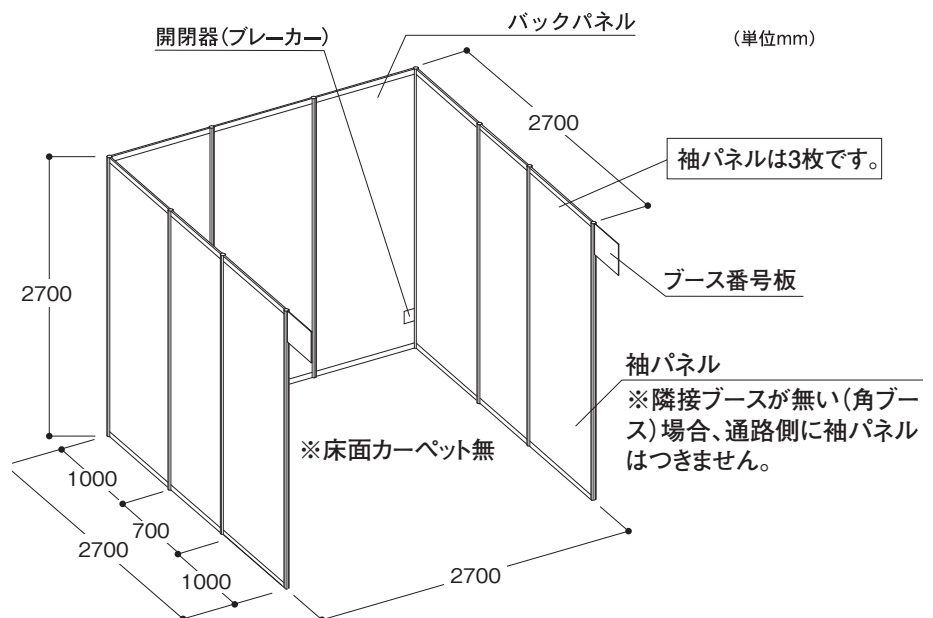 開閉器(ブレーカー)
バックパネル
(単位mm)
2700
袖パネルは3枚です。
2700
ブース番号板
袖パネル
※隣接ブースが無い(角ブー
ス)場合、通路側に袖パネル
はつきません。
※床面カーペット無
1000
700
2700
1000
2700